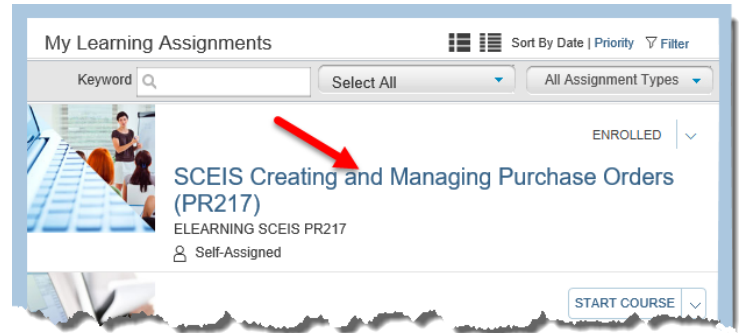 My Learning Assignments
Sort By Date | Priority Filter
Keyword
Select All
All Assignment Types
ENROLLED
SCEIS Creating and Managing Purchase Orders
(PR217)
ELEARNING SCEIS PR217
Self-Assigned
START COURSE